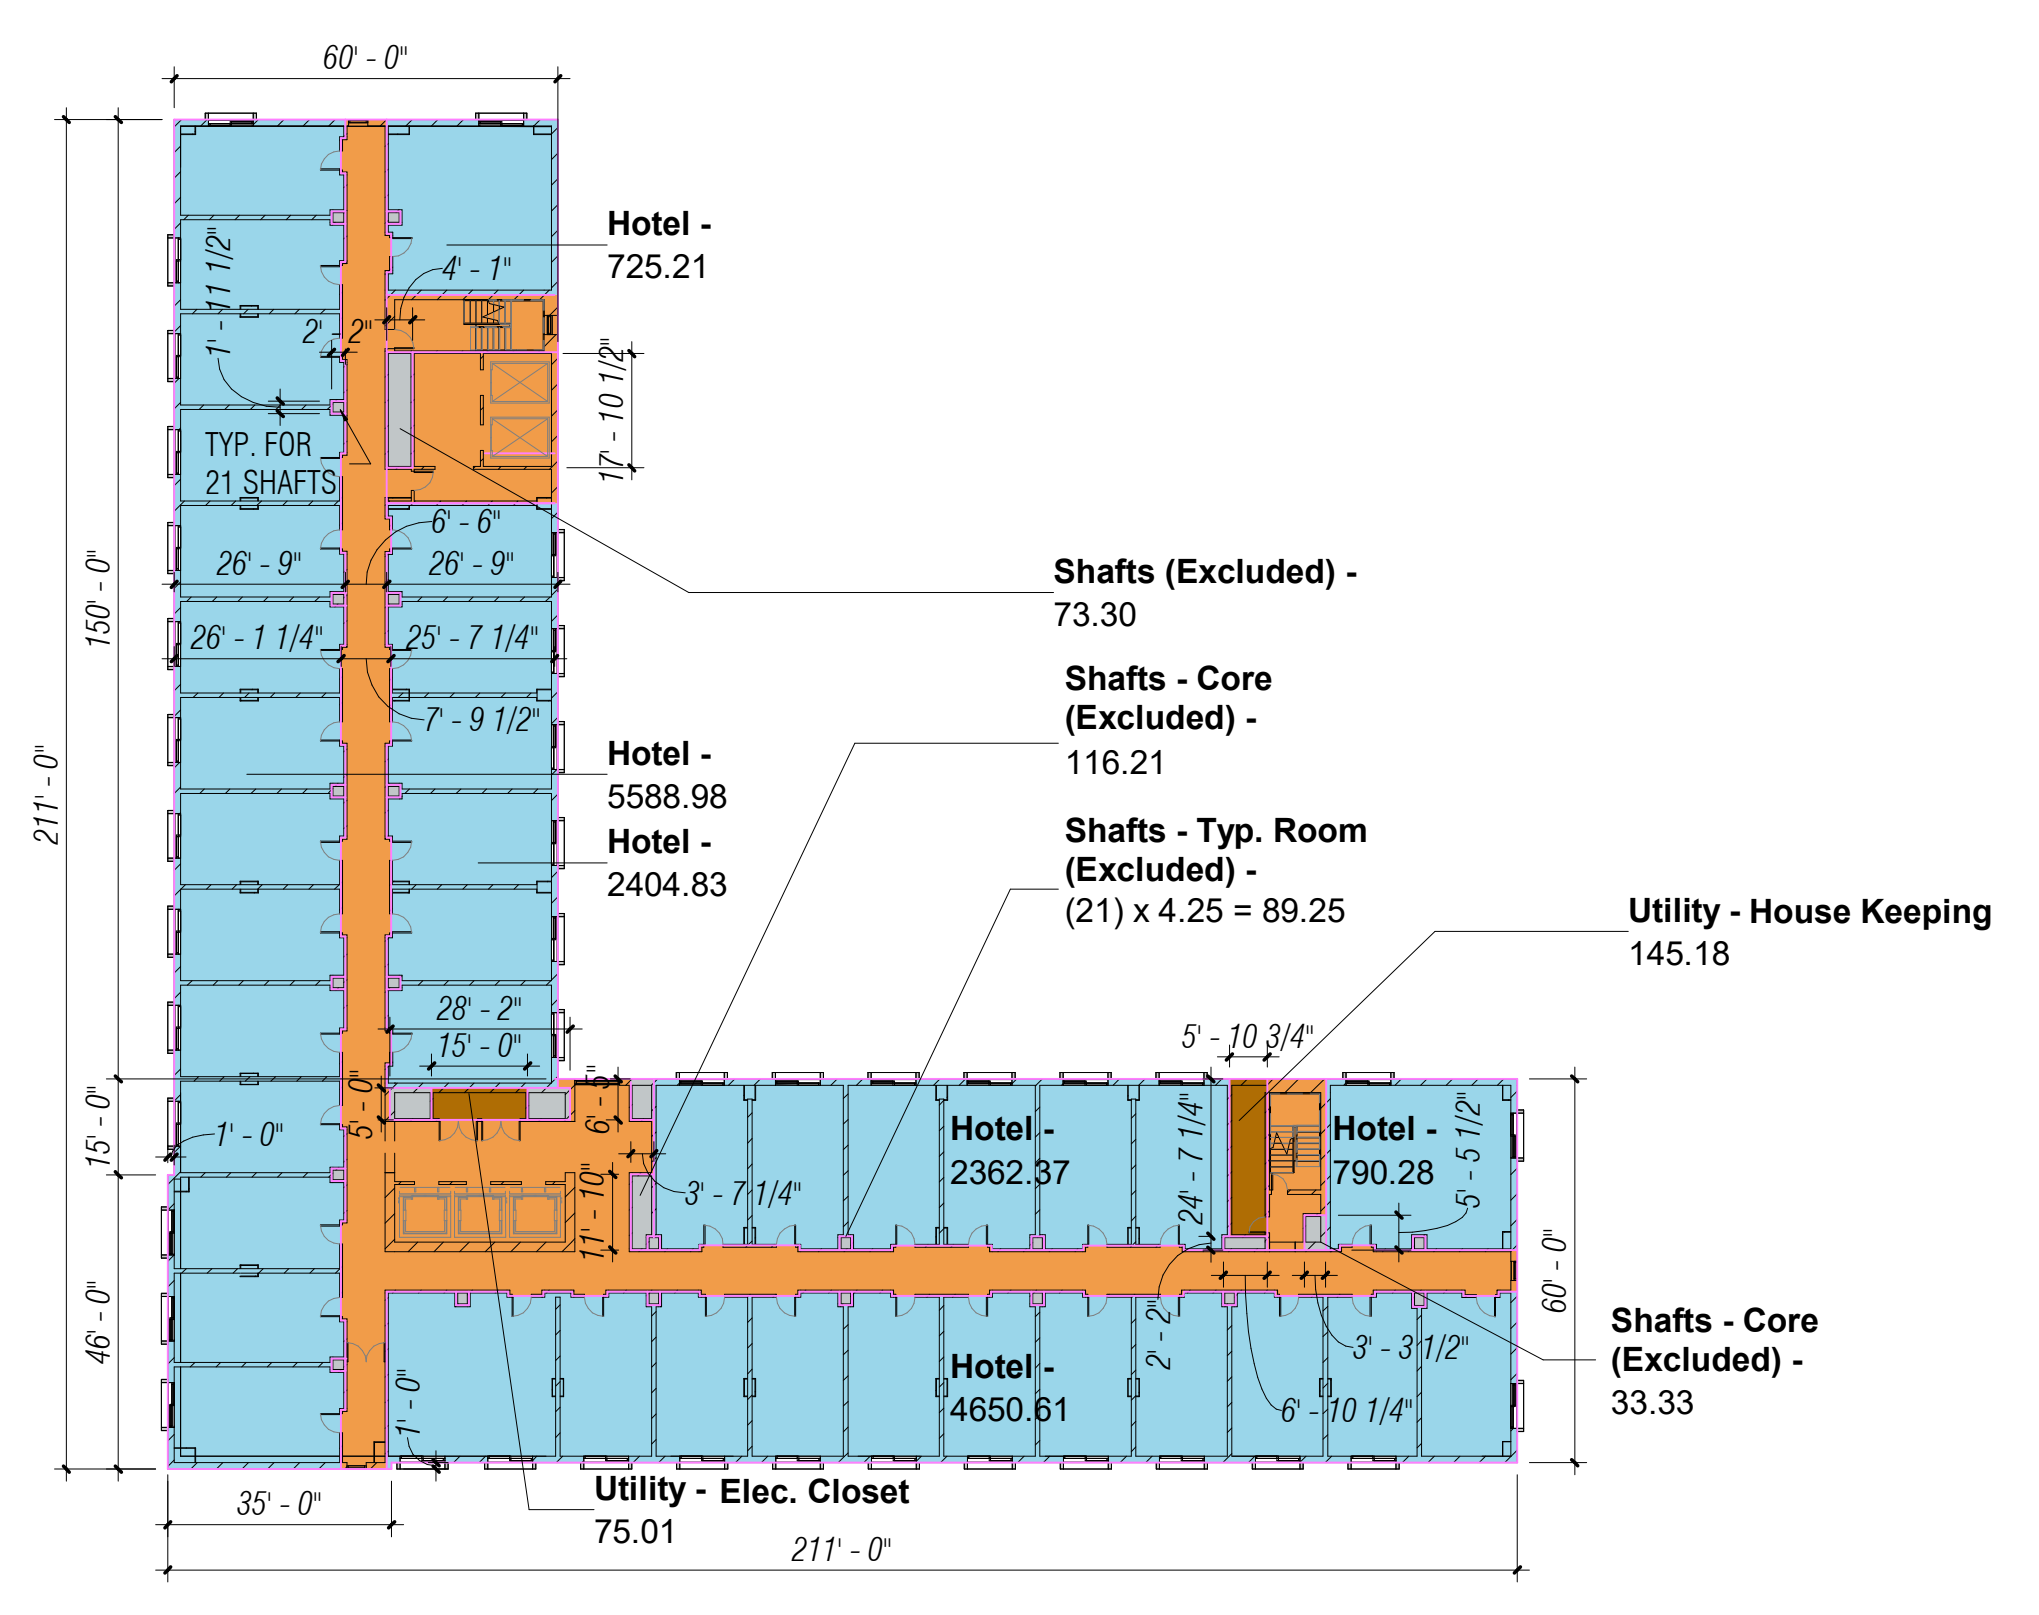 60' - 0"
Hotel -
725.21
1' - 11 1/2"
4' - 1"
2' - 2"
17' - 10 1/2"
TYP. FOR
21 SHAFTS
6' - 6"
26' - 9"
26' - 9"
Shafts (Excluded) -
73.30
150' - 0"
26' - 1 1/4"
25' - 7 1/4"
Shafts - Core
(Excluded) -
116.21
7' - 9 1/2"
211' - 0"
Hotel -
5588.98
Hotel -
2404.83
Shafts - Typ. Room
(Excluded) -
(21) x 4.25 = 89.25
Utility - House Keeping
145.18
28' - 2"
15' - 0"
5' - 10 3/4"
5' - 0"
6' - 5"
15' - 0"
1' - 0"
Hotel -
2362.37
24' - 7 1/4"
Hotel -
790.28
5' - 5 1/2"
3' - 7 1/4"
11' - 10"
60' - 0"
46' - 0"
2' - 2"
3' - 3 1/2"
Shafts - Core
(Excluded) -
33.33
Hotel -
4650.61
6' - 10 1/4"
1' - 0"
Utility - Elec. Closet
75.01
35' - 0"
211' - 0"